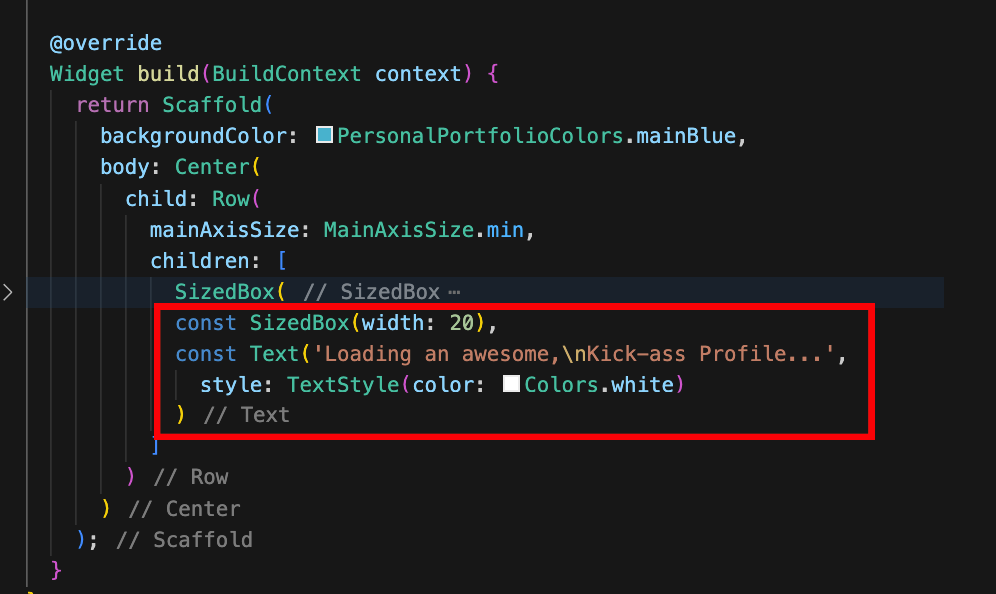 @override
Widget build(BuildContext context) {
return Scaffold(
backgroundColor: PersonalPortfolioColors.mainBlue,
body: Center(
child: Row(
mainAxisSize: MainAxisSize.min,
children: [
SizedBox( // SizedBox ⋯
const SizedBox(width: 20),
const Text('Loading an awesome,\nKick-ass Profile...',
style: TextStyle(color: Colors.white)
) // Text
]
) // Row
) // Center
); // Scaffold
}